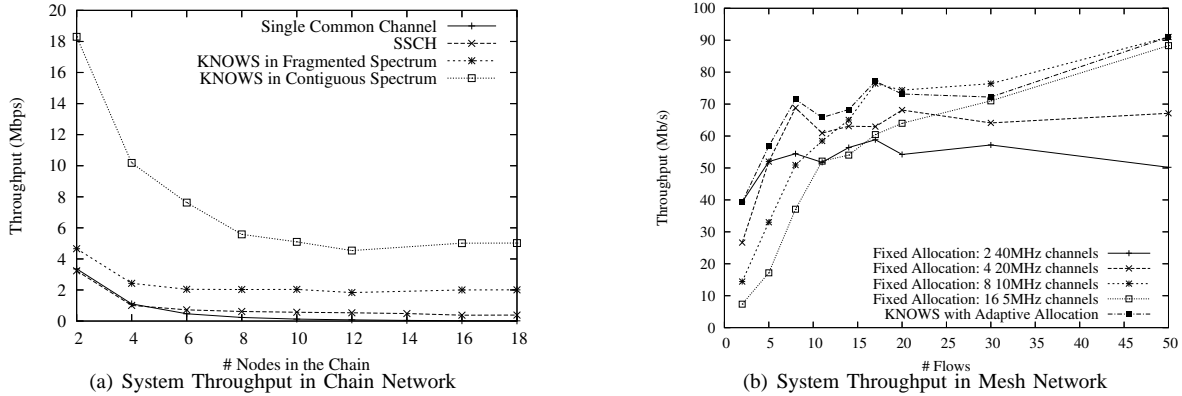 20
18
16
14
12
10
8
6
4
2
0
Throughput (Mbps)
Single Common Channel
SSCH
KNOWS in Fragmented Spectrum
KNOWS in Contiguous Spectrum
2 4 6 8 10 12 14 16 18
# Nodes in the Chain
(a) System Throughput in Chain Network
100
90
80
70
60
50
40
30
20
10
0
Throughput (Mb/s)
Fixed Allocation: 2 40MHz channels
Fixed Allocation: 4 20MHz channels
Fixed Allocation: 8 10MHz channels
Fixed Allocation: 16 5MHz channels
KNOWS with Adaptive Allocation
0 5 10 15 20 25 30 35 40 45 50
# Flows
(b) System Throughput in Mesh Network